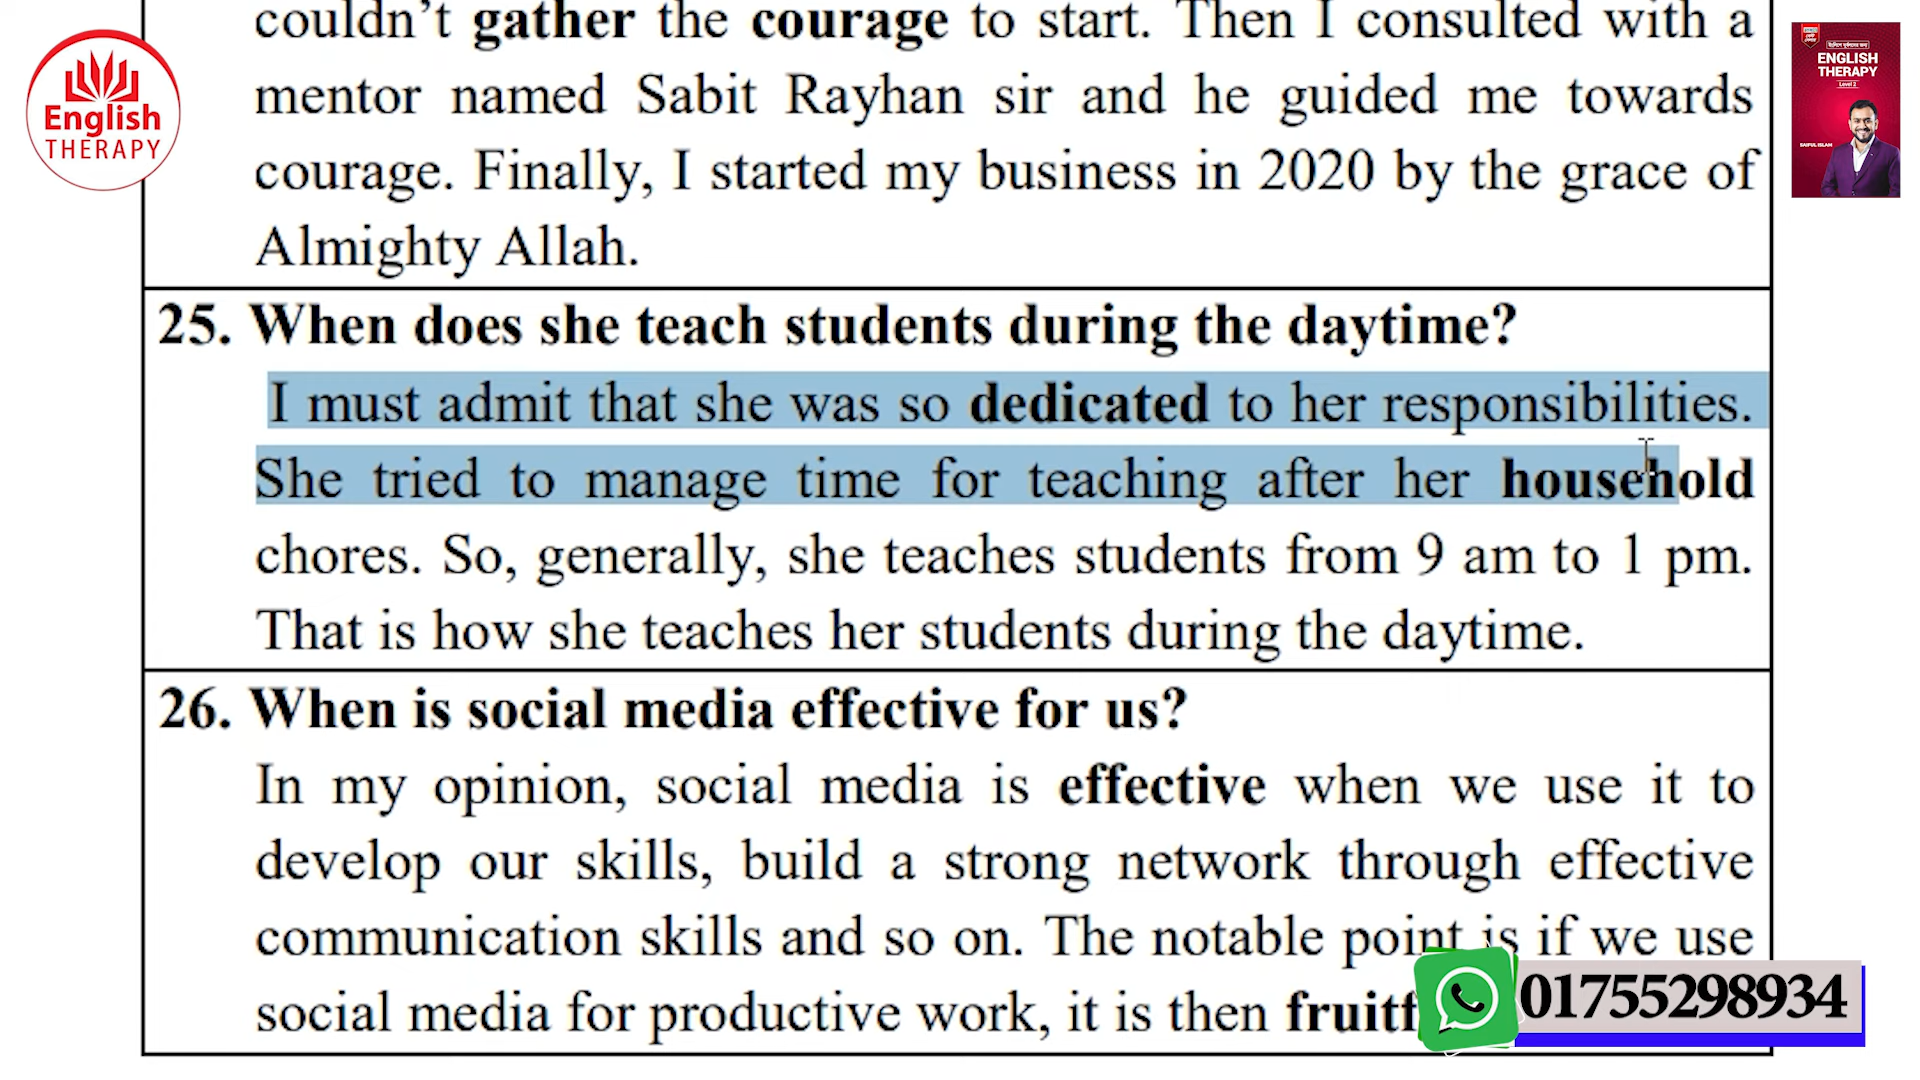 couldn’t gather the courage to start. Then I consulted with a
mentor named Sabit Rayhan sir and he guided me towards
courage. Finally, I started my business in 2020 by the grace of
Almighty Allah.
25. When does she teach students during the daytime?
I must admit that she was so dedicated to her responsibilities.
She tried to manage time for teaching after her household
chores. So, generally, she teaches students from 9 am to 1 pm.
That is how she teaches her students during the daytime.
26. When is social media effective for us?
In my opinion, social media is effective when we use it to
develop our skills, build a strong network through effective
communication skills and so on. The notable point is if we use
social media for productive work, it is then
01755298934
English
THERAPY
ENGLISH
THERAPY
Level 2
SAIFUL ISLAM